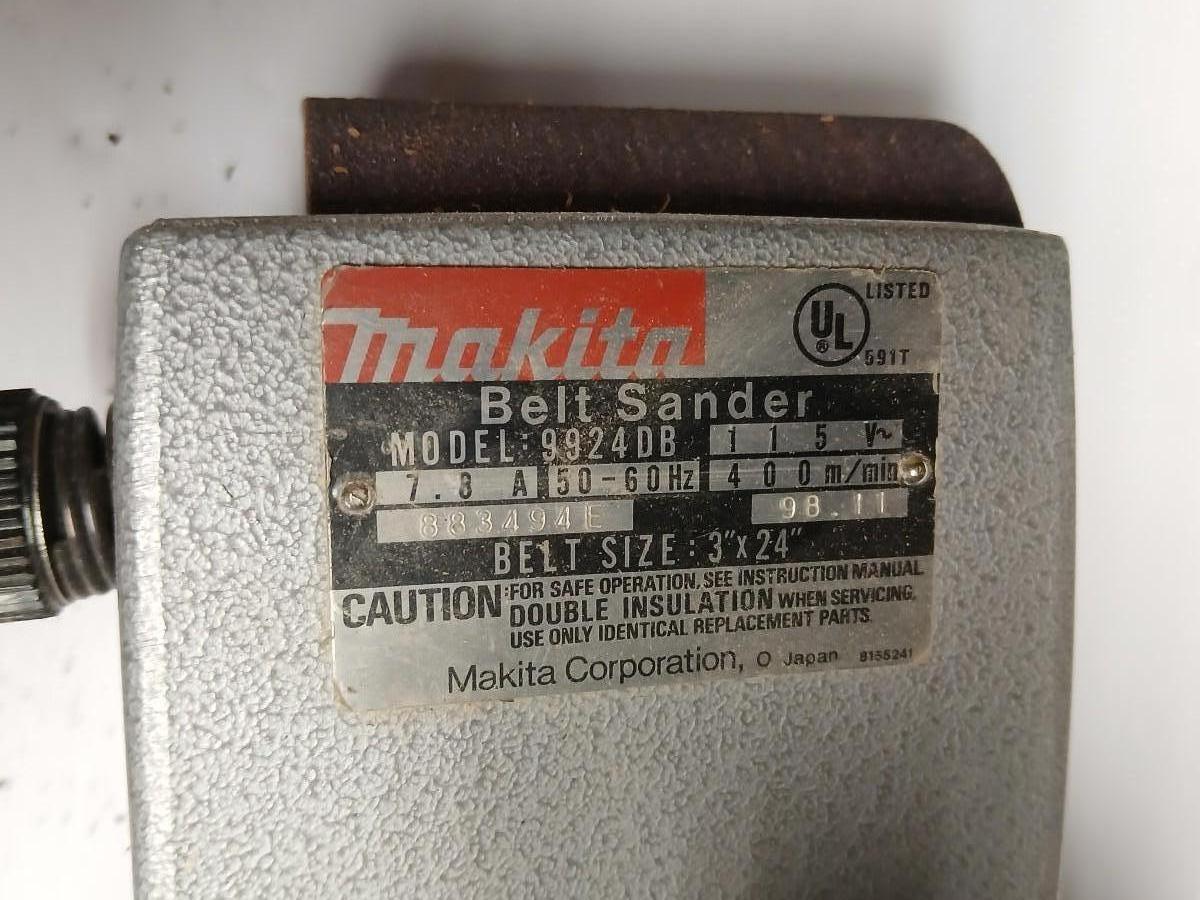 makita
UL® LISTED
591T
Belt Sander
MODEL: 9924DB 115 V~
7.8 A 50-60Hz 400m/min
883494E 98.11
BELT SIZE: 3"x24"
CAUTION: FOR SAFE OPERATION, SEE INSTRUCTION MANUAL
DOUBLE INSULATION WHEN SERVICING,
USE ONLY IDENTICAL REPLACEMENT PARTS.
Makita Corporation, O Japan 8155241